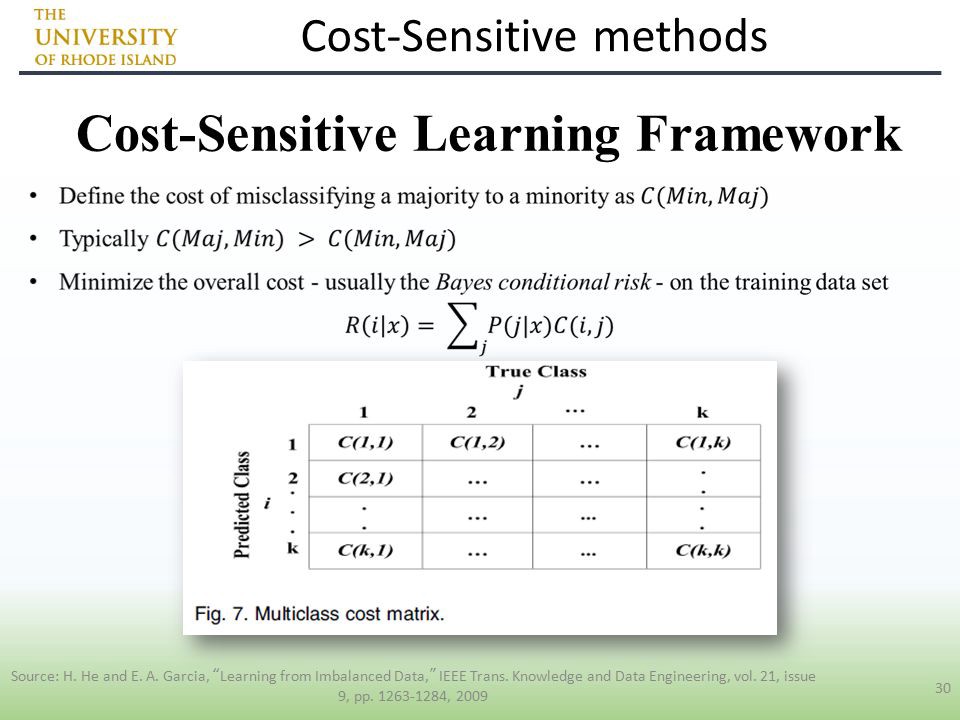 THE
UNIVERSITY
OF RHODE ISLAND
Cost-Sensitive methods
Cost-Sensitive Learning Framework
• Define the cost of misclassifying a majority to a minority as C(Min, Maj)
• Typically C(Maj, Min) > C(Min, Maj)
• Minimize the overall cost - usually the Bayes conditional risk - on the training data set
R(i|x) = ∑j P(j|x)C(i, j)
True Class
j
1 2 ... k
Predicted Class
i
1 C(1,1) C(1,2) ... C(1,k)
2 C(2,1) ... ... .
. . ... ... .
k C(k,1) ... ... C(k,k)
Fig. 7. Multiclass cost matrix.
Source: H. He and E. A. Garcia, “Learning from Imbalanced Data,” IEEE Trans. Knowledge and Data Engineering, vol. 21, issue
9, pp. 1263-1284, 2009
30